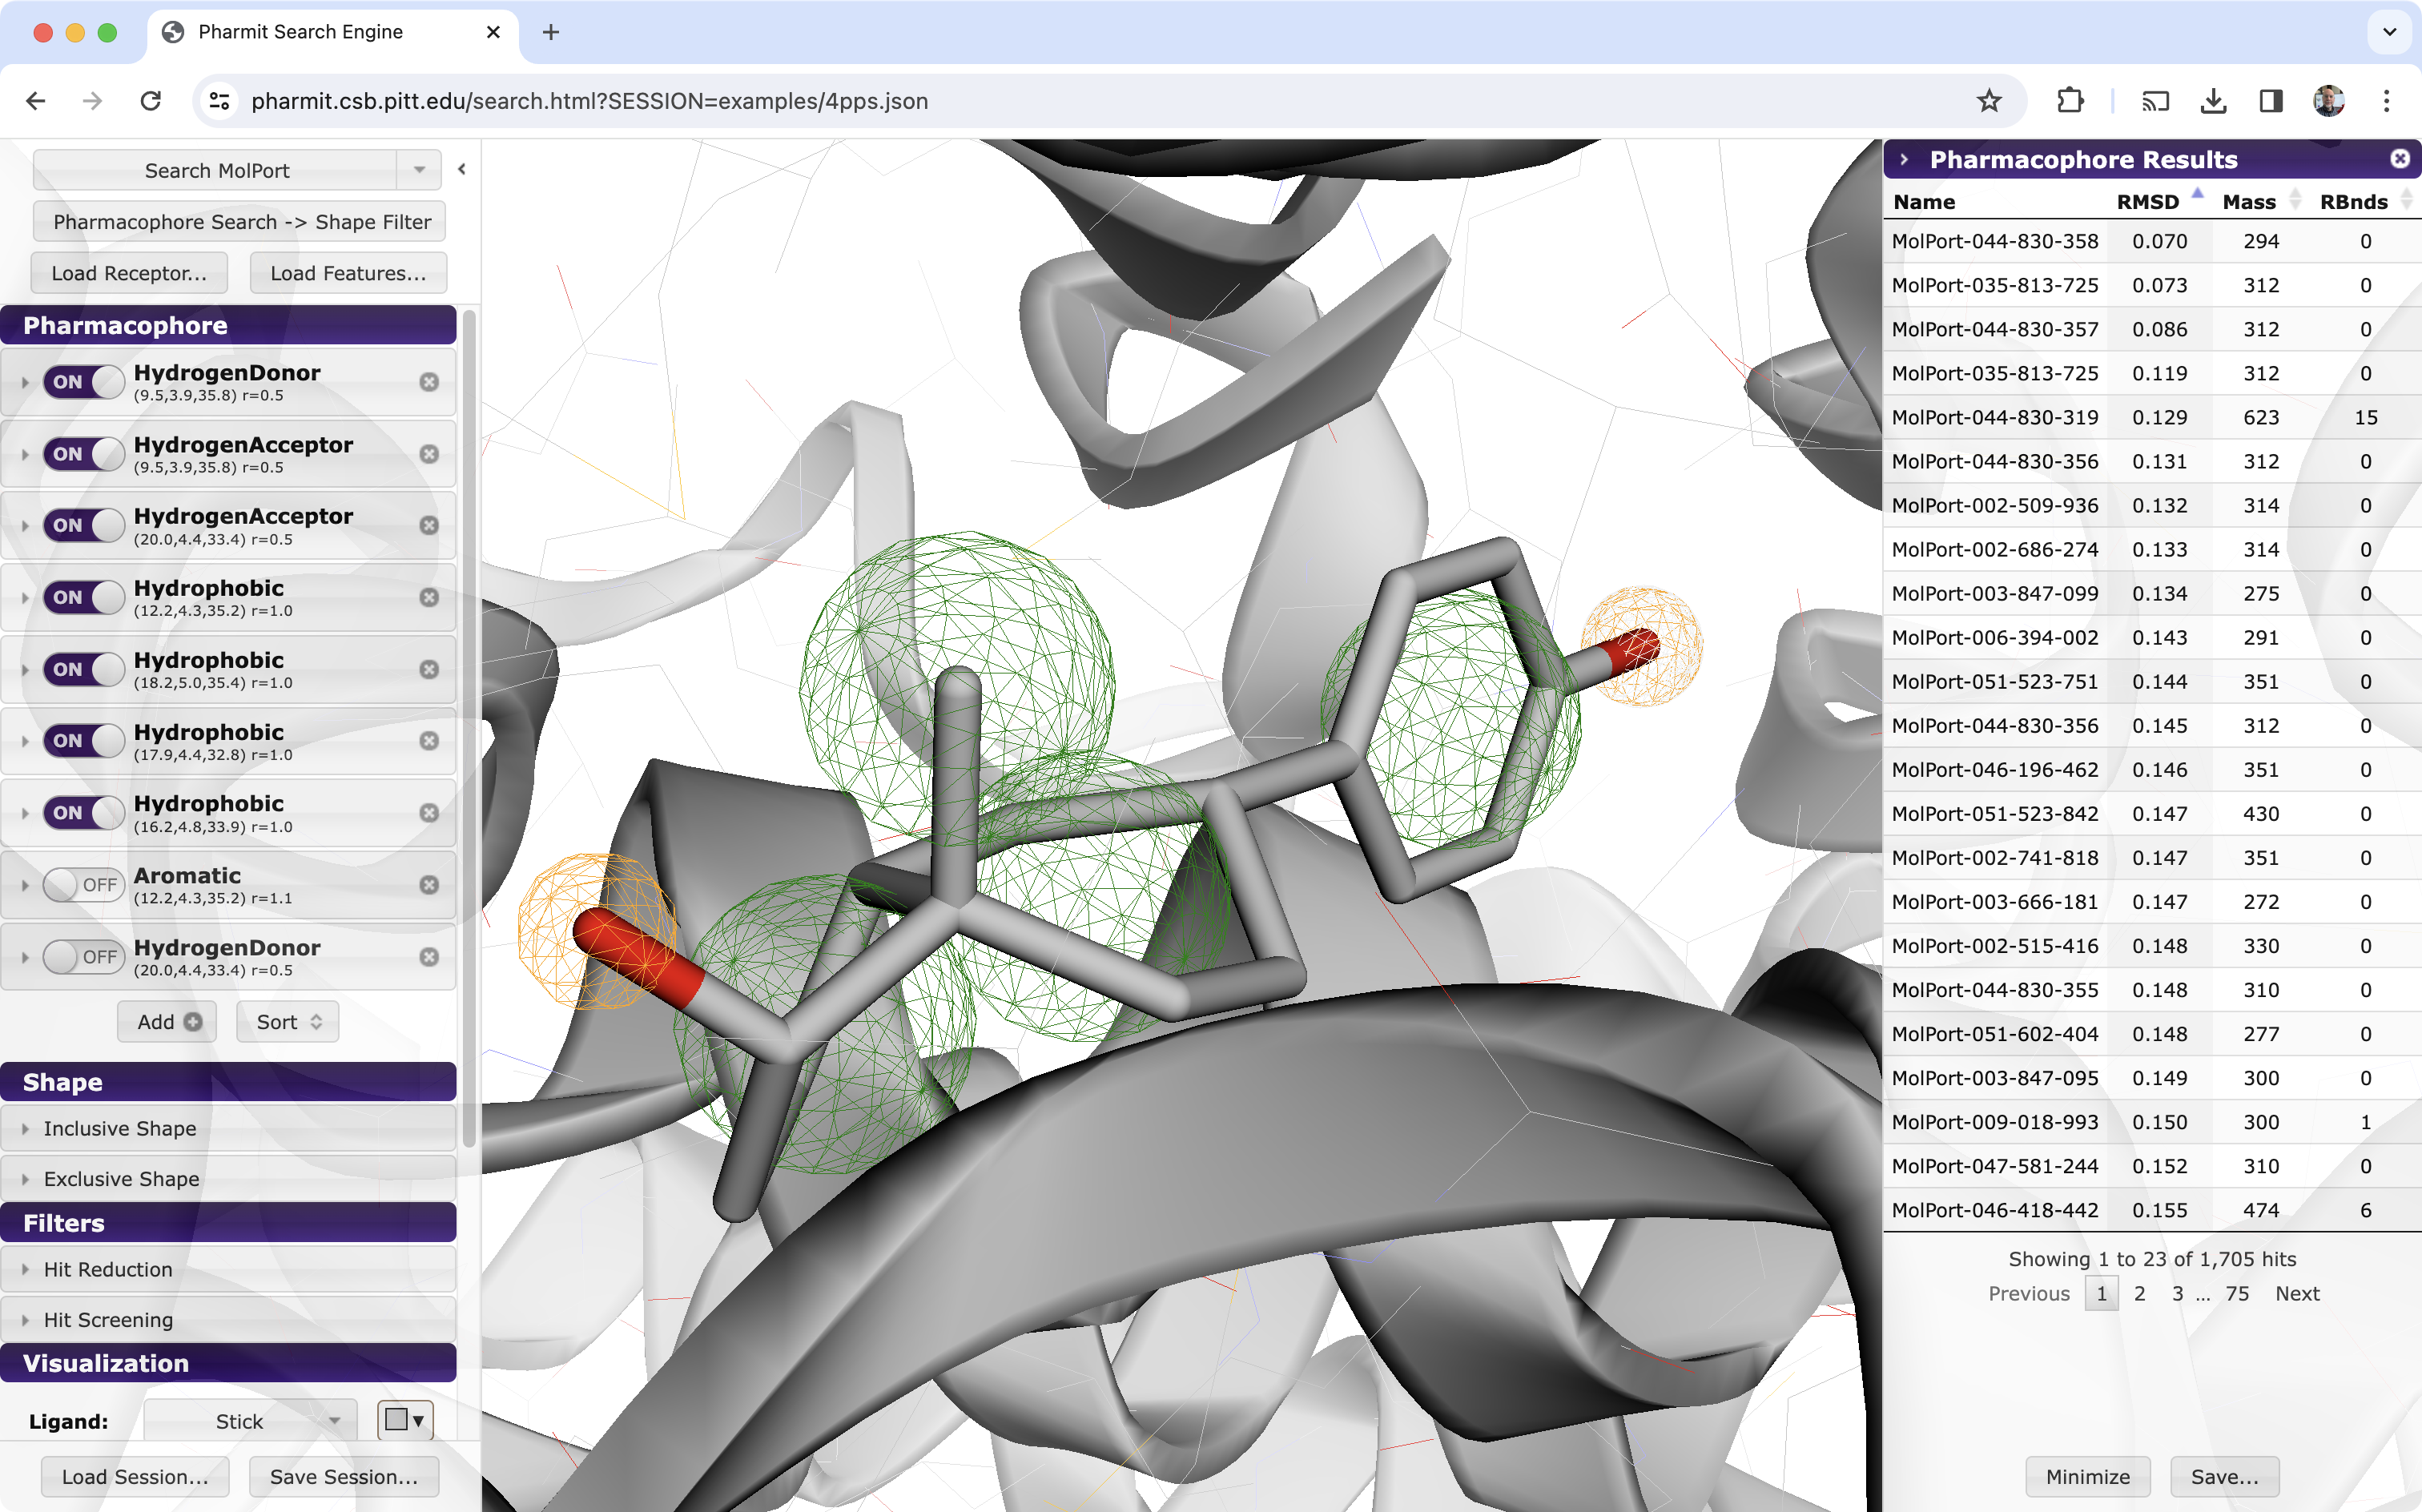 Pharmit Search Engine
pharmit.csb.pitt.edu/search.html?SESSION=examples/4pps.json
Search MolPort
Pharmacophore Search -> Shape Filter
Load Receptor... Load Features...
Pharmacophore
ON HydrogenDonor
(9.5,3.9,35.8) r=0.5
ON HydrogenAcceptor
(9.5,3.9,35.8) r=0.5
ON HydrogenAcceptor
(20.0,4.4,33.4) r=0.5
ON Hydrophobic
(12.2,4.3,35.2) r=1.0
ON Hydrophobic
(18.2,5.0,35.4) r=1.0
ON Hydrophobic
(17.9,4.4,32.8) r=1.0
ON Hydrophobic
(16.2,4.8,33.9) r=1.0
OFF Aromatic
(12.2,4.3,35.2) r=1.1
OFF HydrogenDonor
(20.0,4.4,33.4) r=0.5
Add Sort
Shape
Inclusive Shape
Exclusive Shape
Filters
Hit Reduction
Hit Screening
Visualization
Ligand: Stick
Load Session... Save Session...
Pharmacophore Results
Name RMSD Mass RBnds
MolPort-044-830-358 0.070 294 0
MolPort-035-813-725 0.073 312 0
MolPort-044-830-357 0.086 312 0
MolPort-035-813-725 0.119 312 0
MolPort-044-830-319 0.129 623 15
MolPort-044-830-356 0.131 312 0
MolPort-002-509-936 0.132 314 0
MolPort-002-686-274 0.133 314 0
MolPort-003-847-099 0.134 275 0
MolPort-006-394-002 0.143 291 0
MolPort-051-523-751 0.144 351 0
MolPort-044-830-356 0.145 312 0
MolPort-046-196-462 0.146 351 0
MolPort-051-523-842 0.147 430 0
MolPort-002-741-818 0.147 351 0
MolPort-003-666-181 0.147 272 0
MolPort-002-515-416 0.148 330 0
MolPort-044-830-355 0.148 310 0
MolPort-051-602-404 0.148 277 0
MolPort-003-847-095 0.149 300 0
MolPort-009-018-993 0.150 300 1
MolPort-047-581-244 0.152 310 0
MolPort-046-418-442 0.155 474 6
Showing 1 to 23 of 1,705 hits
Previous 1 2 3 ... 75 Next
Minimize Save...